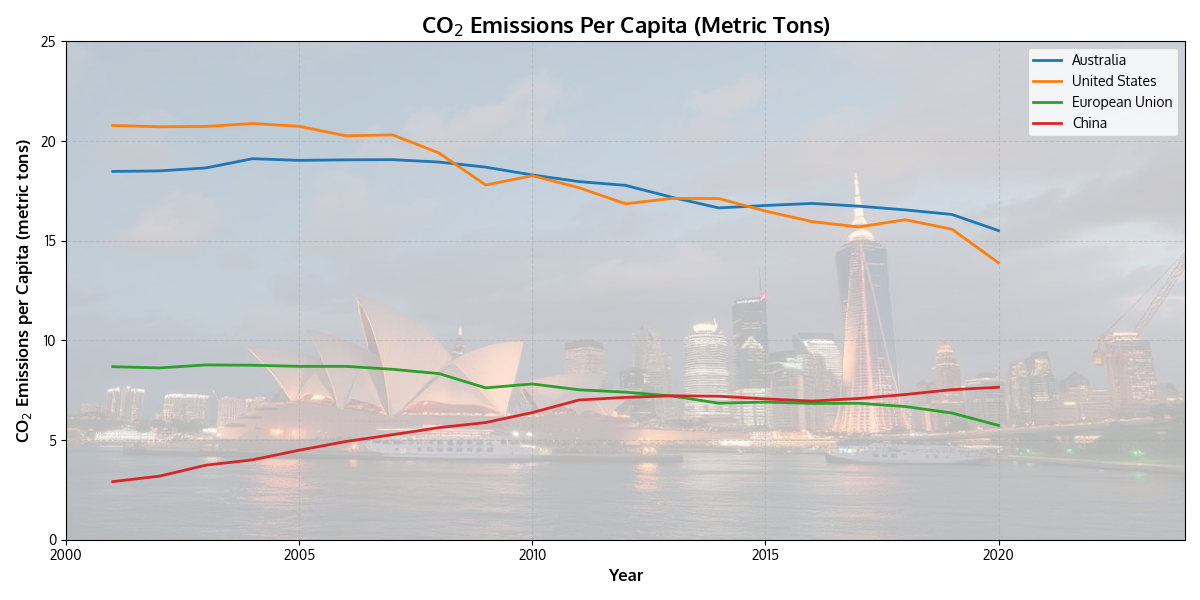 CO₂ Emissions Per Capita (Metric Tons)
CO₂ Emissions per Capita (metric tons)
25
20
15
10
5
0
Australia
United States
European Union
China
2000
2005
2010
2015
2020
Year